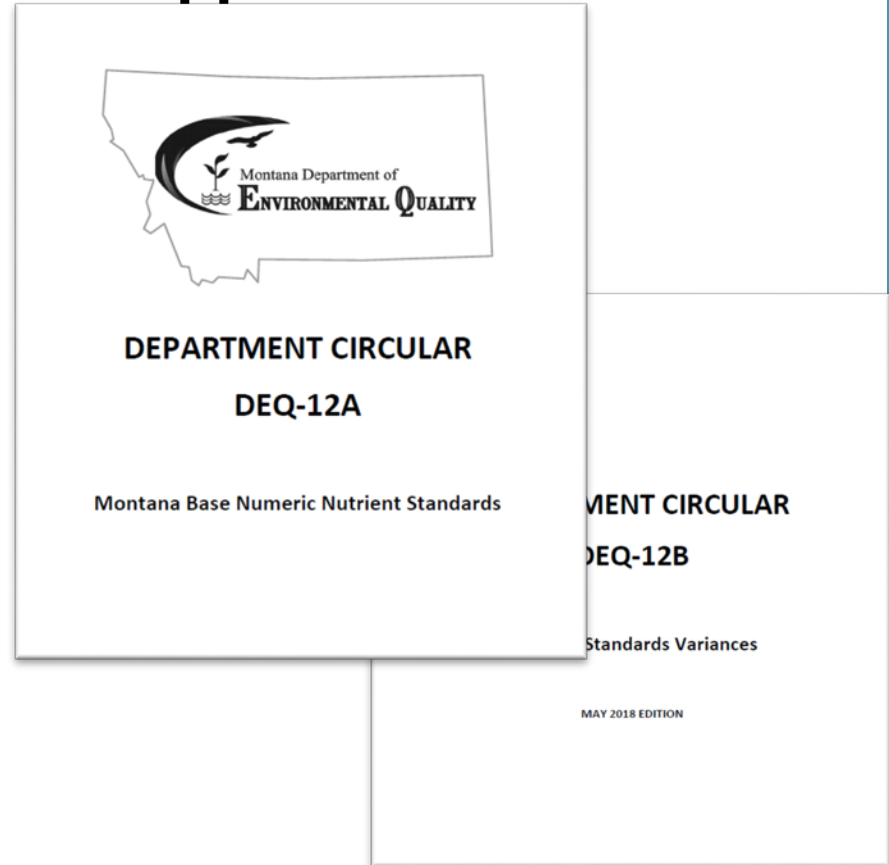 Montana Department of
ENVIRONMENTAL QUALITY
DEPARTMENT CIRCULAR
DEQ-12A
Montana Base Numeric Nutrient Standards
CIRCULAR
DEQ-12B
Standards Variances
MAY 2018 EDITION